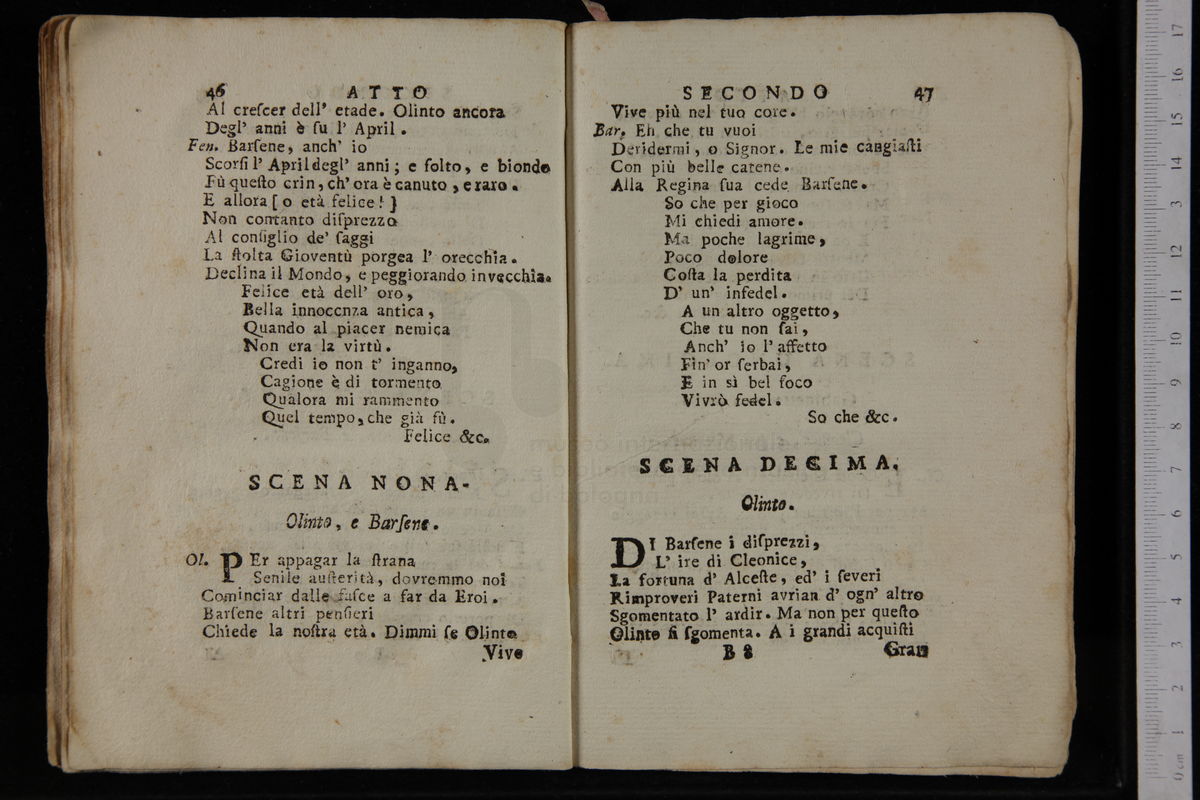 46 ATTO
Al creſcer dell' etade. Olinto ancora
Degl' anni è ſu l' April.
Fen. Barſene, anch' io
Scorſi l' April degl' anni; e folto, e biondo
Fù queſto crin, ch' ora è canuto, e raro.
E allora [o età felice!}
Non contanto diſprezzo
Al conſiglio de' ſaggi
La ſtolta Gioventù porgea l' orecchia.
Declina il Mondo, e peggiorando invecchia.
Felice età dell' oro,
Bella innocenza antica,
Quando al piacer nemica
Non era la virtù.
Credi io non t' inganno,
Cagione è di tormento
Qualora mi rammento
Quel tempo, che già fù.
Felice &c.
SCENA NONA.
Olinto, e Barſene.
Ol. PEr appagar la ſtrana
Senile auſterità, dovremmo noi
Cominciar dalle faſce a far da Eroi.
Barſene altri penſieri
Chiede la noſtra età. Dimmi ſe Olinto
Vive
SECONDO 47
Vive più nel tuo core.
Bar. Eh che tu vuoi
Deridermi, o Signor. Le mie cangiaſti
Con più belle catene.
Alla Regina ſua cede Barſene.
So che per gioco
Mi chiedi amore.
Ma poche lagrime,
Poco dolore
Coſta la perdita
D' un' infedel.
A un altro oggetto,
Che tu non ſai,
Anch' io l' affetto
Fin' or ſerbai,
E in sì bel foco
Vivrò fedel.
So che &c.
SCENA DECIMA.
Olinto.
DI Barſene i diſprezzi,
L' ire di Cleonice,
La fortuna d' Alceſte, ed' i ſeveri
Rimproveri Paterni avrian d' ogn' altro
Sgomentato l' ardir. Ma non per queſto
Olinto ſi ſgomenta. A i grandi acquiſti
B 8 Gran